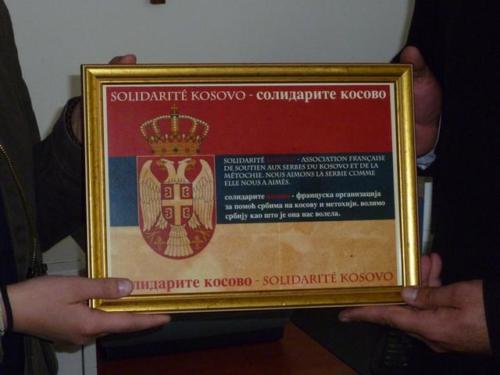 SOLIDARITÉ KOSOVO - солидарите косово
SOLIDARITÉ KOSOVO - ASSOCIATION FRANÇAISE
DE SOUTIEN AUX SERBES DU KOSOVO ET DE LA
MÉTOCHIE. NOUS AIMONS LA SERBIE COMME
ELLE NOUS A AIMÉS.
солидарите косово - француска организација
за помоћ србима на косову и метохији. волимо
србију као што је она нас волела.
солидарите косово - SOLIDARITÉ KOSOVO